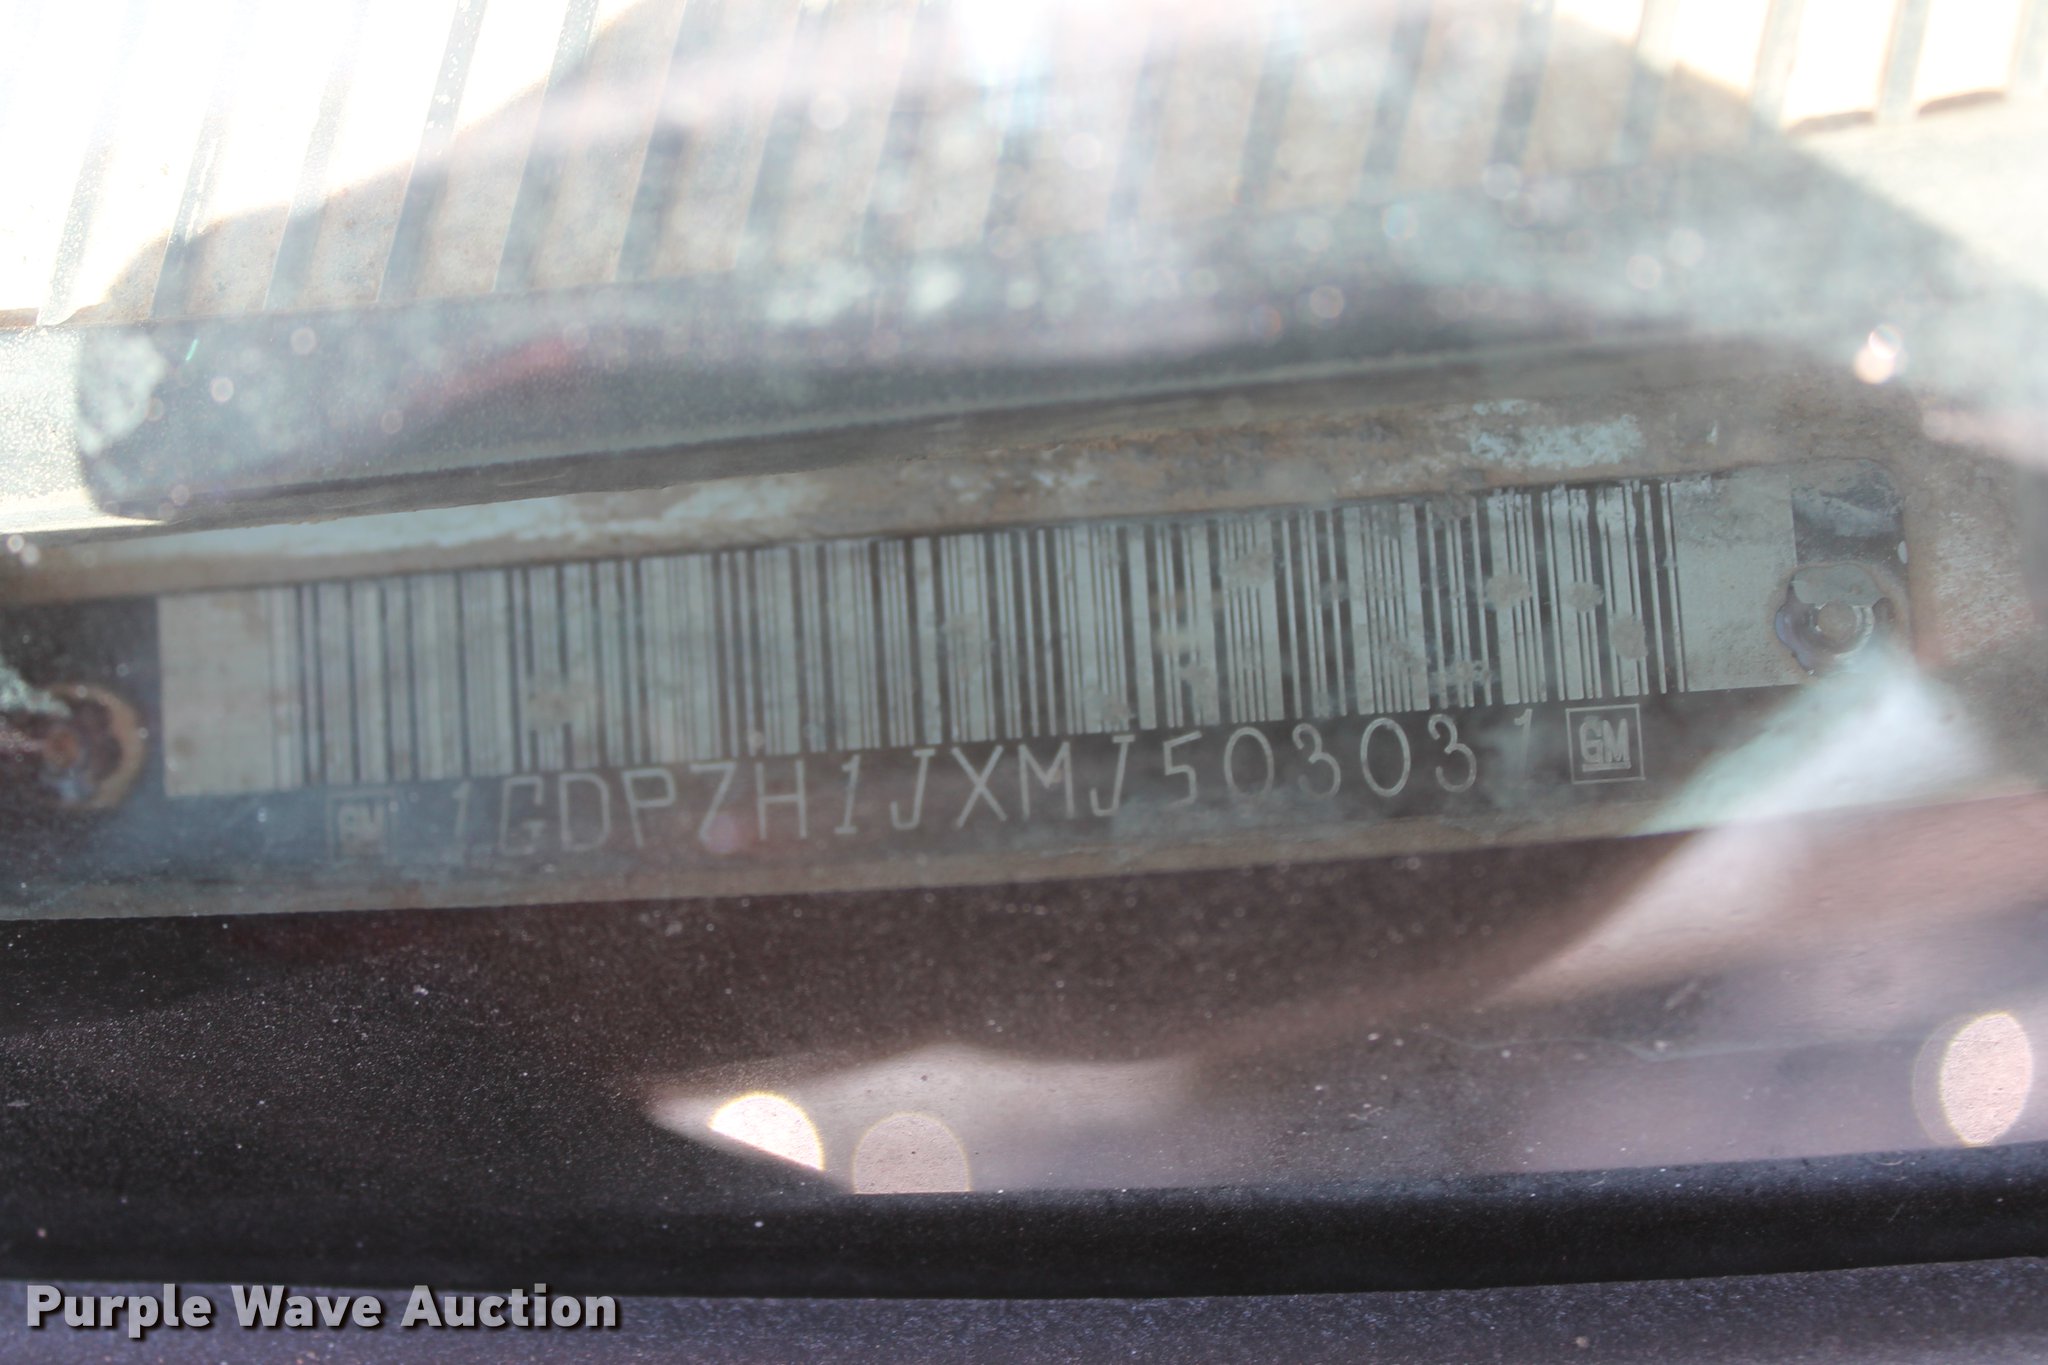 GM 1GDP7H1JXMJ503031 GM
Purple Wave Auction